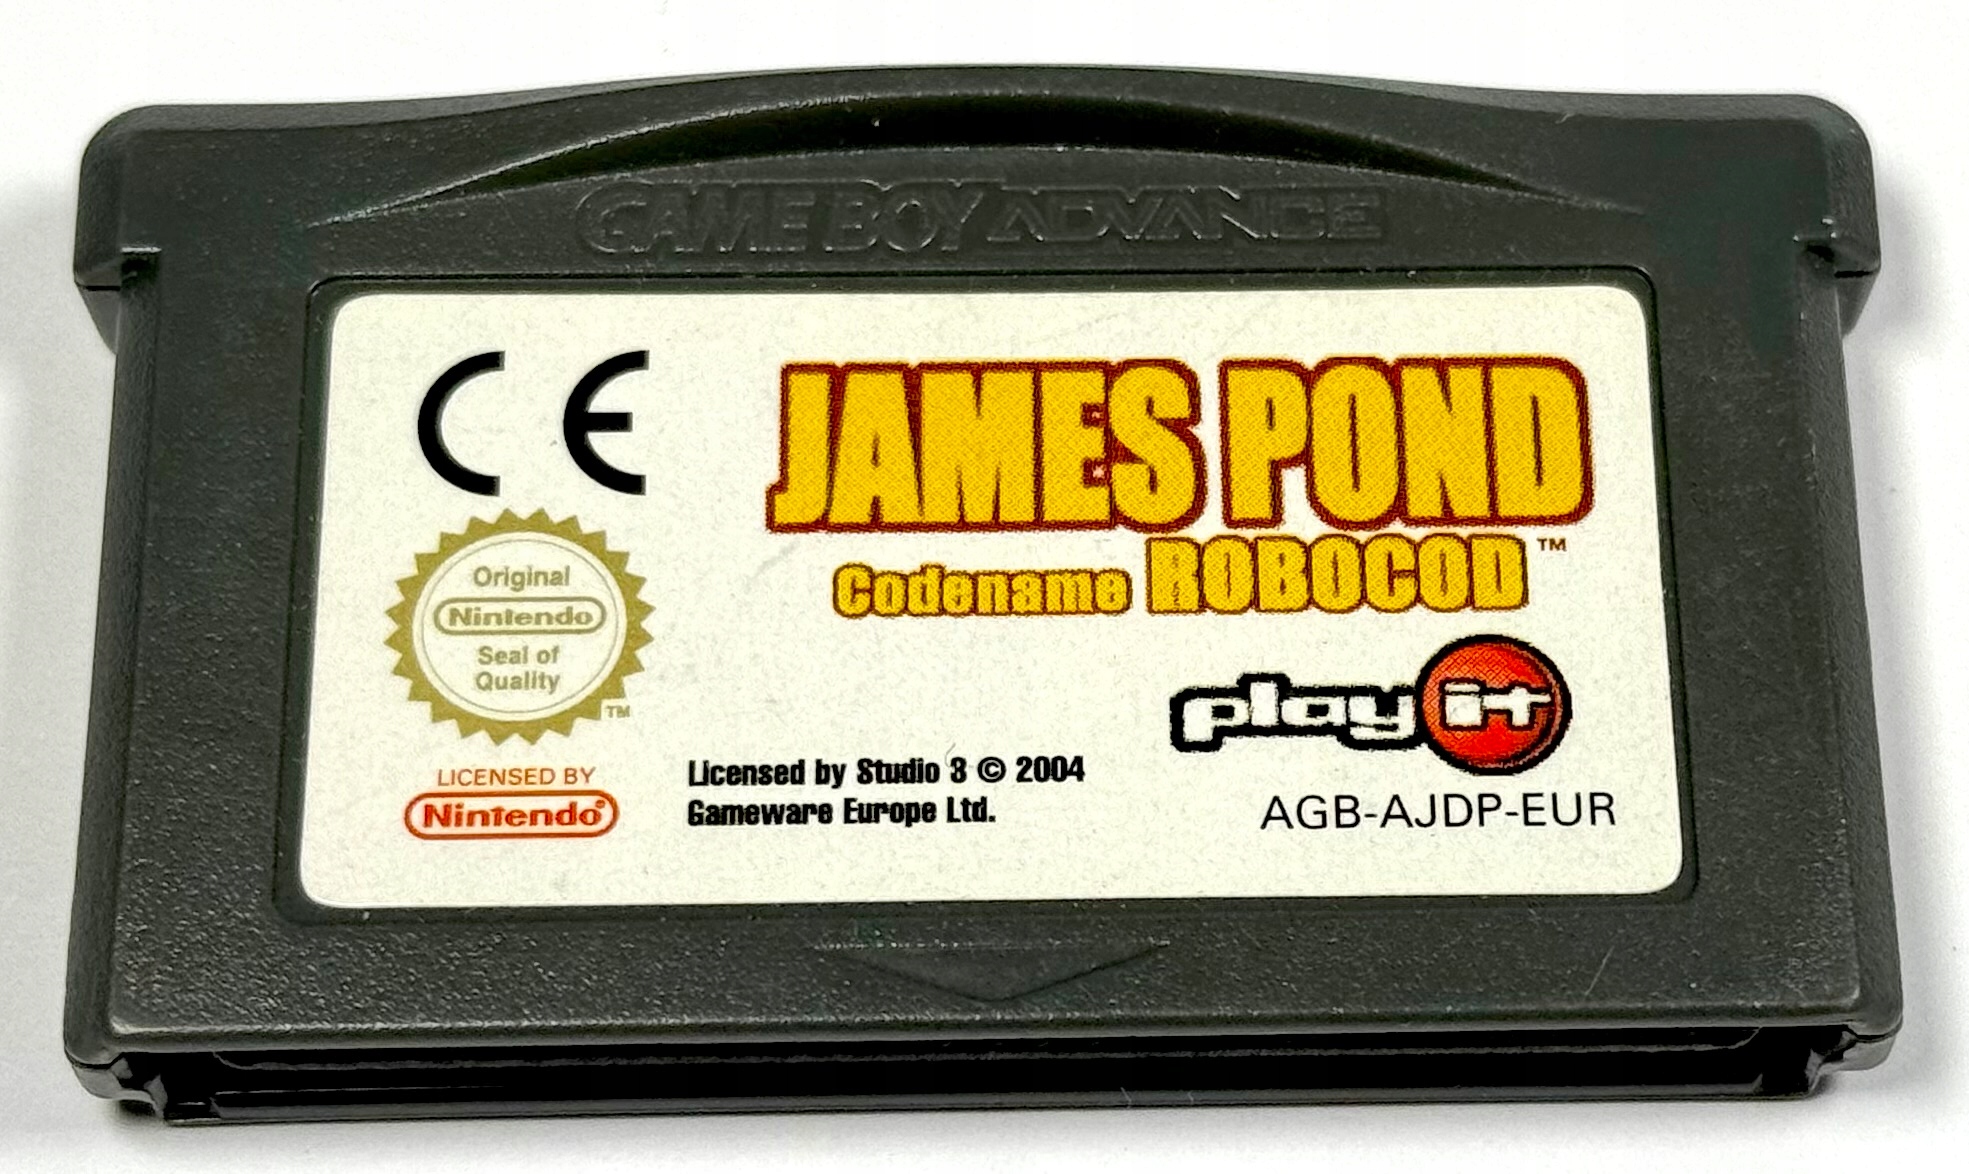 GAME BOY ADVANCE
CE
JAMES POND
Codename ROBOCOD™
Original
Nintendo
Seal of
Quality
TM
play it
LICENSED BY
Nintendo®
Licensed by Studio 3 © 2004
Gameware Europe Ltd.
AGB-AJDP-EUR